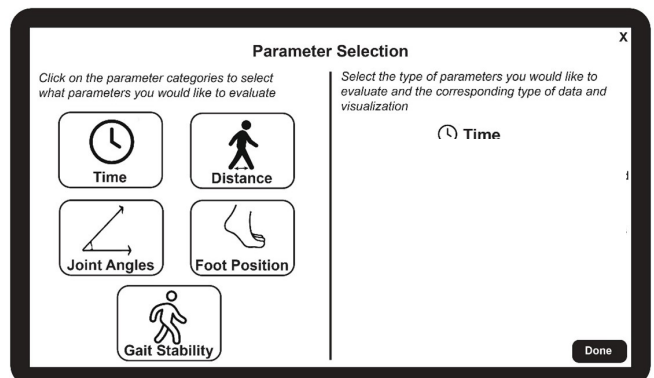 X
Parameter Selection
Click on the parameter categories to select
what parameters you would like to evaluate
Time
Distance
Joint Angles
Foot Position
Gait Stability
Select the type of parameters you would like to
evaluate and the corresponding type of data and
visualization
Time
Done